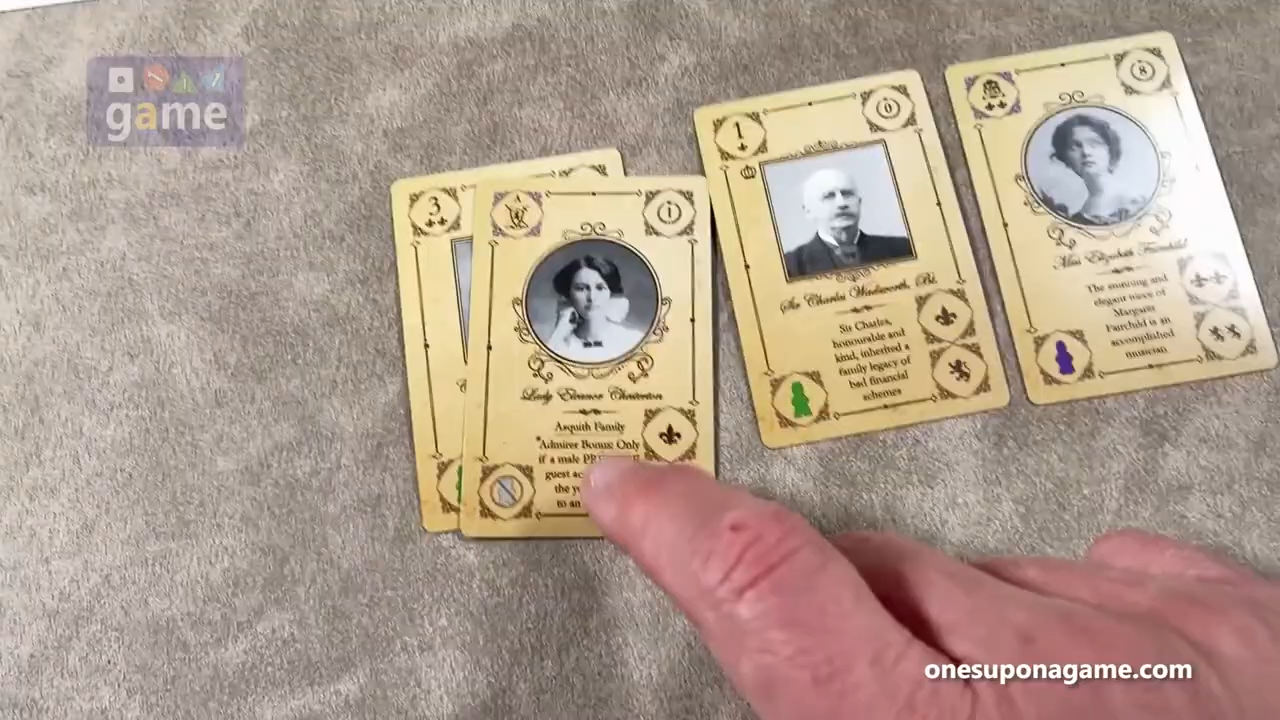 game
3
1
1
0
8
Lady Eleanor Chesterton
Asquith Family
*Admirer Bonus: Only
if a male
guest
the
to an
Sir Charles Wadsworth, Bt.
Sir Charles,
honourable and
kind, inherited a
family legacy of
bad financial
schemes
Miss Elizabeth Fairchild
The stunning and
elegant niece of
Margaret
Fairchild is an
accomplished
musician
onesuponagame.com